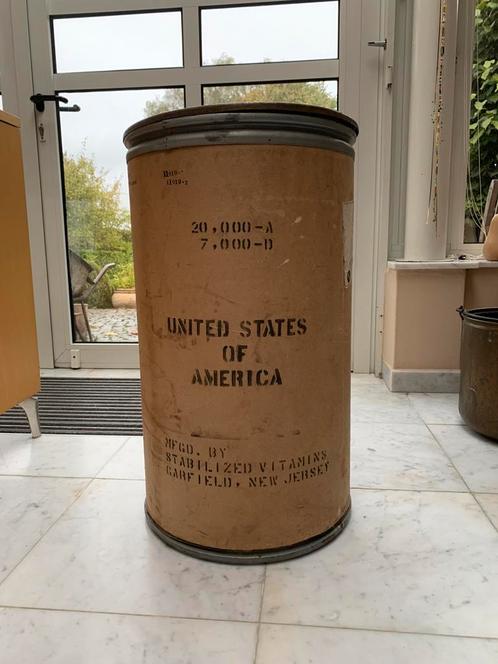 20,000-A
7,000-D
UNITED STATES
OF
AMERICA
MFGD. BY
STABILIZED VITAMINS
GARFIELD, NEW JERSEY